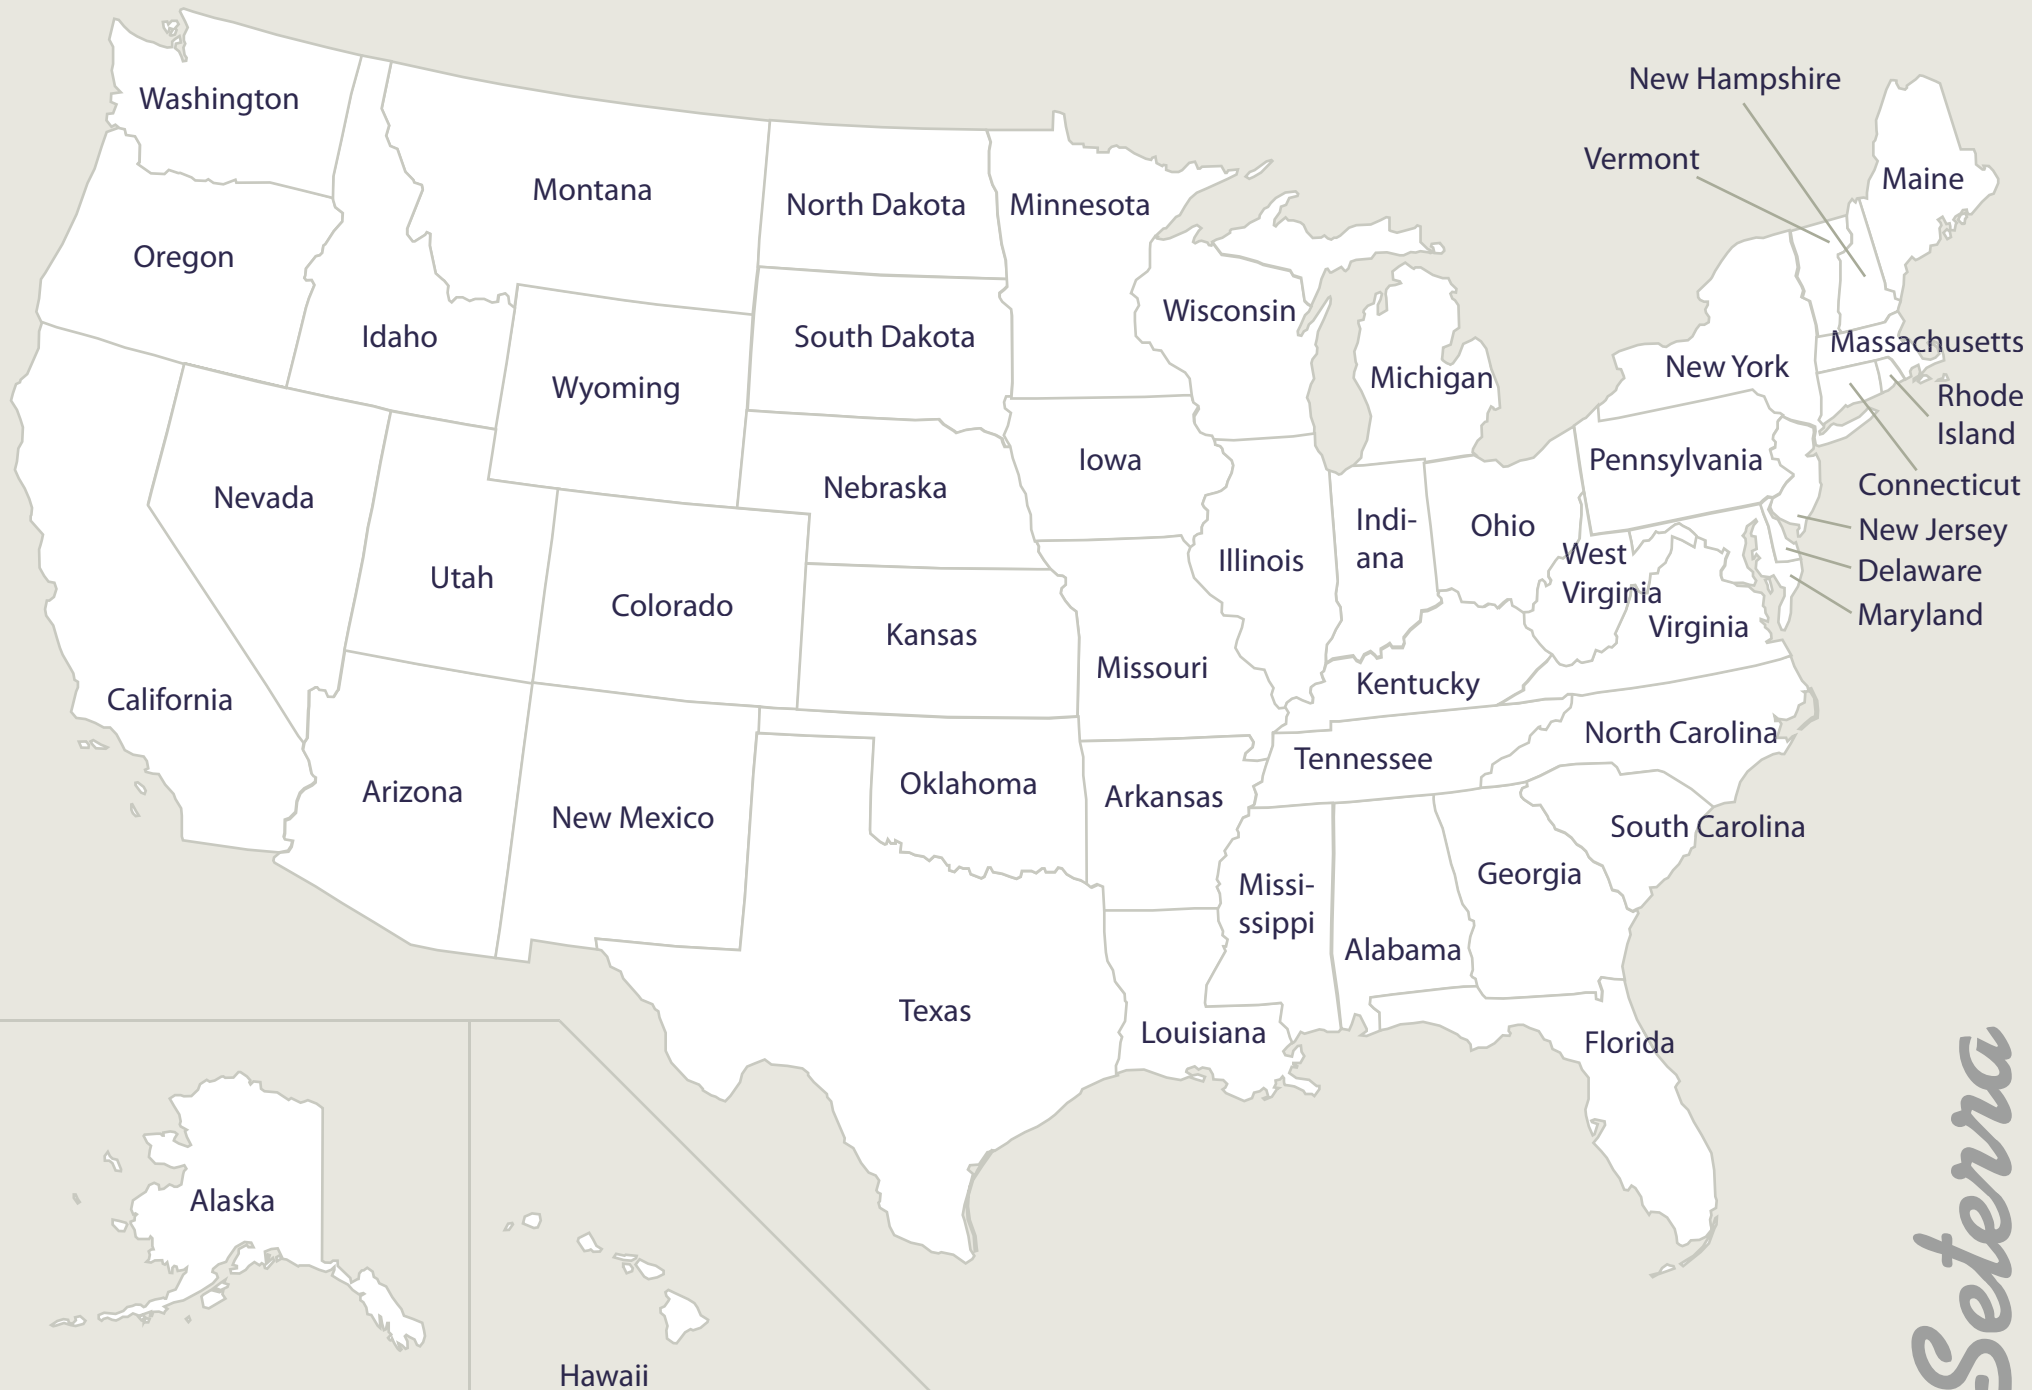 New Hampshire
Washington
Vermont
Maine
Montana
North Dakota
Minnesota
Oregon
Wisconsin
Idaho
South Dakota
Massachusetts
New York
Michigan
Wyoming
Rhode
Island
Iowa
Pennsylvania
Connecticut
Nebraska
Nevada
Indi-
ana
Ohio
New Jersey
West
Virginia
Illinois
Delaware
Utah
Colorado
Maryland
Kansas
Virginia
Missouri
Kentucky
California
North Carolina
Tennessee
Oklahoma
Arizona
Arkansas
New Mexico
South Carolina
Georgia
Missi-
ssippi
Alabama
Texas
Louisiana
Florida
Alaska
Hawaii
Seterra